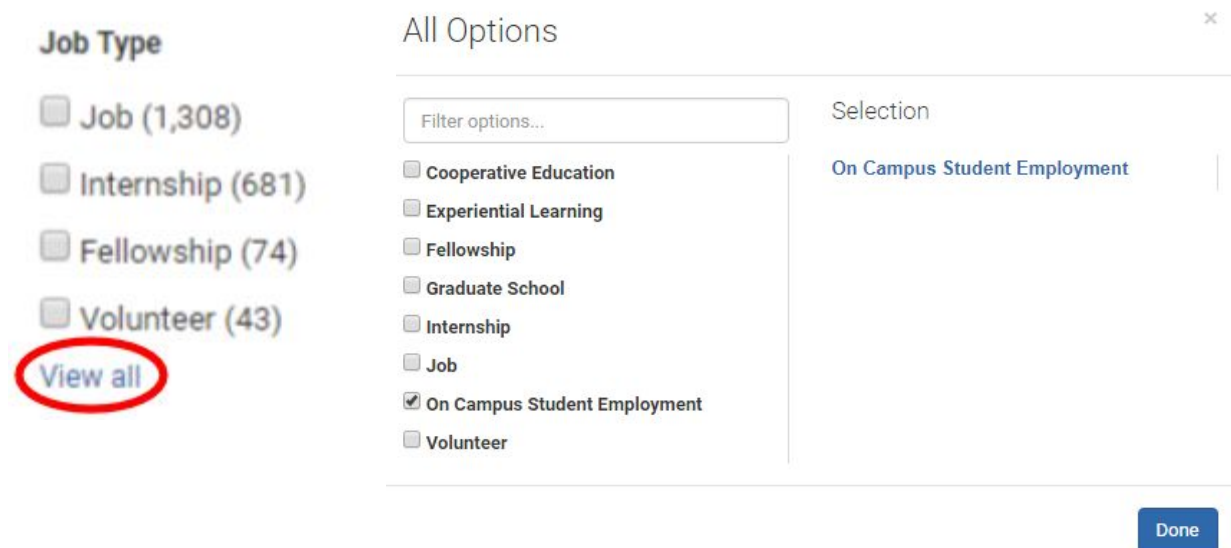 Job Type
Job (1,308)
Internship (681)
Fellowship (74)
Volunteer (43)
View all
All Options
×
Filter options...
Cooperative Education
Experiential Learning
Fellowship
Graduate School
Internship
Job
On Campus Student Employment
Volunteer
Selection
On Campus Student Employment
Done